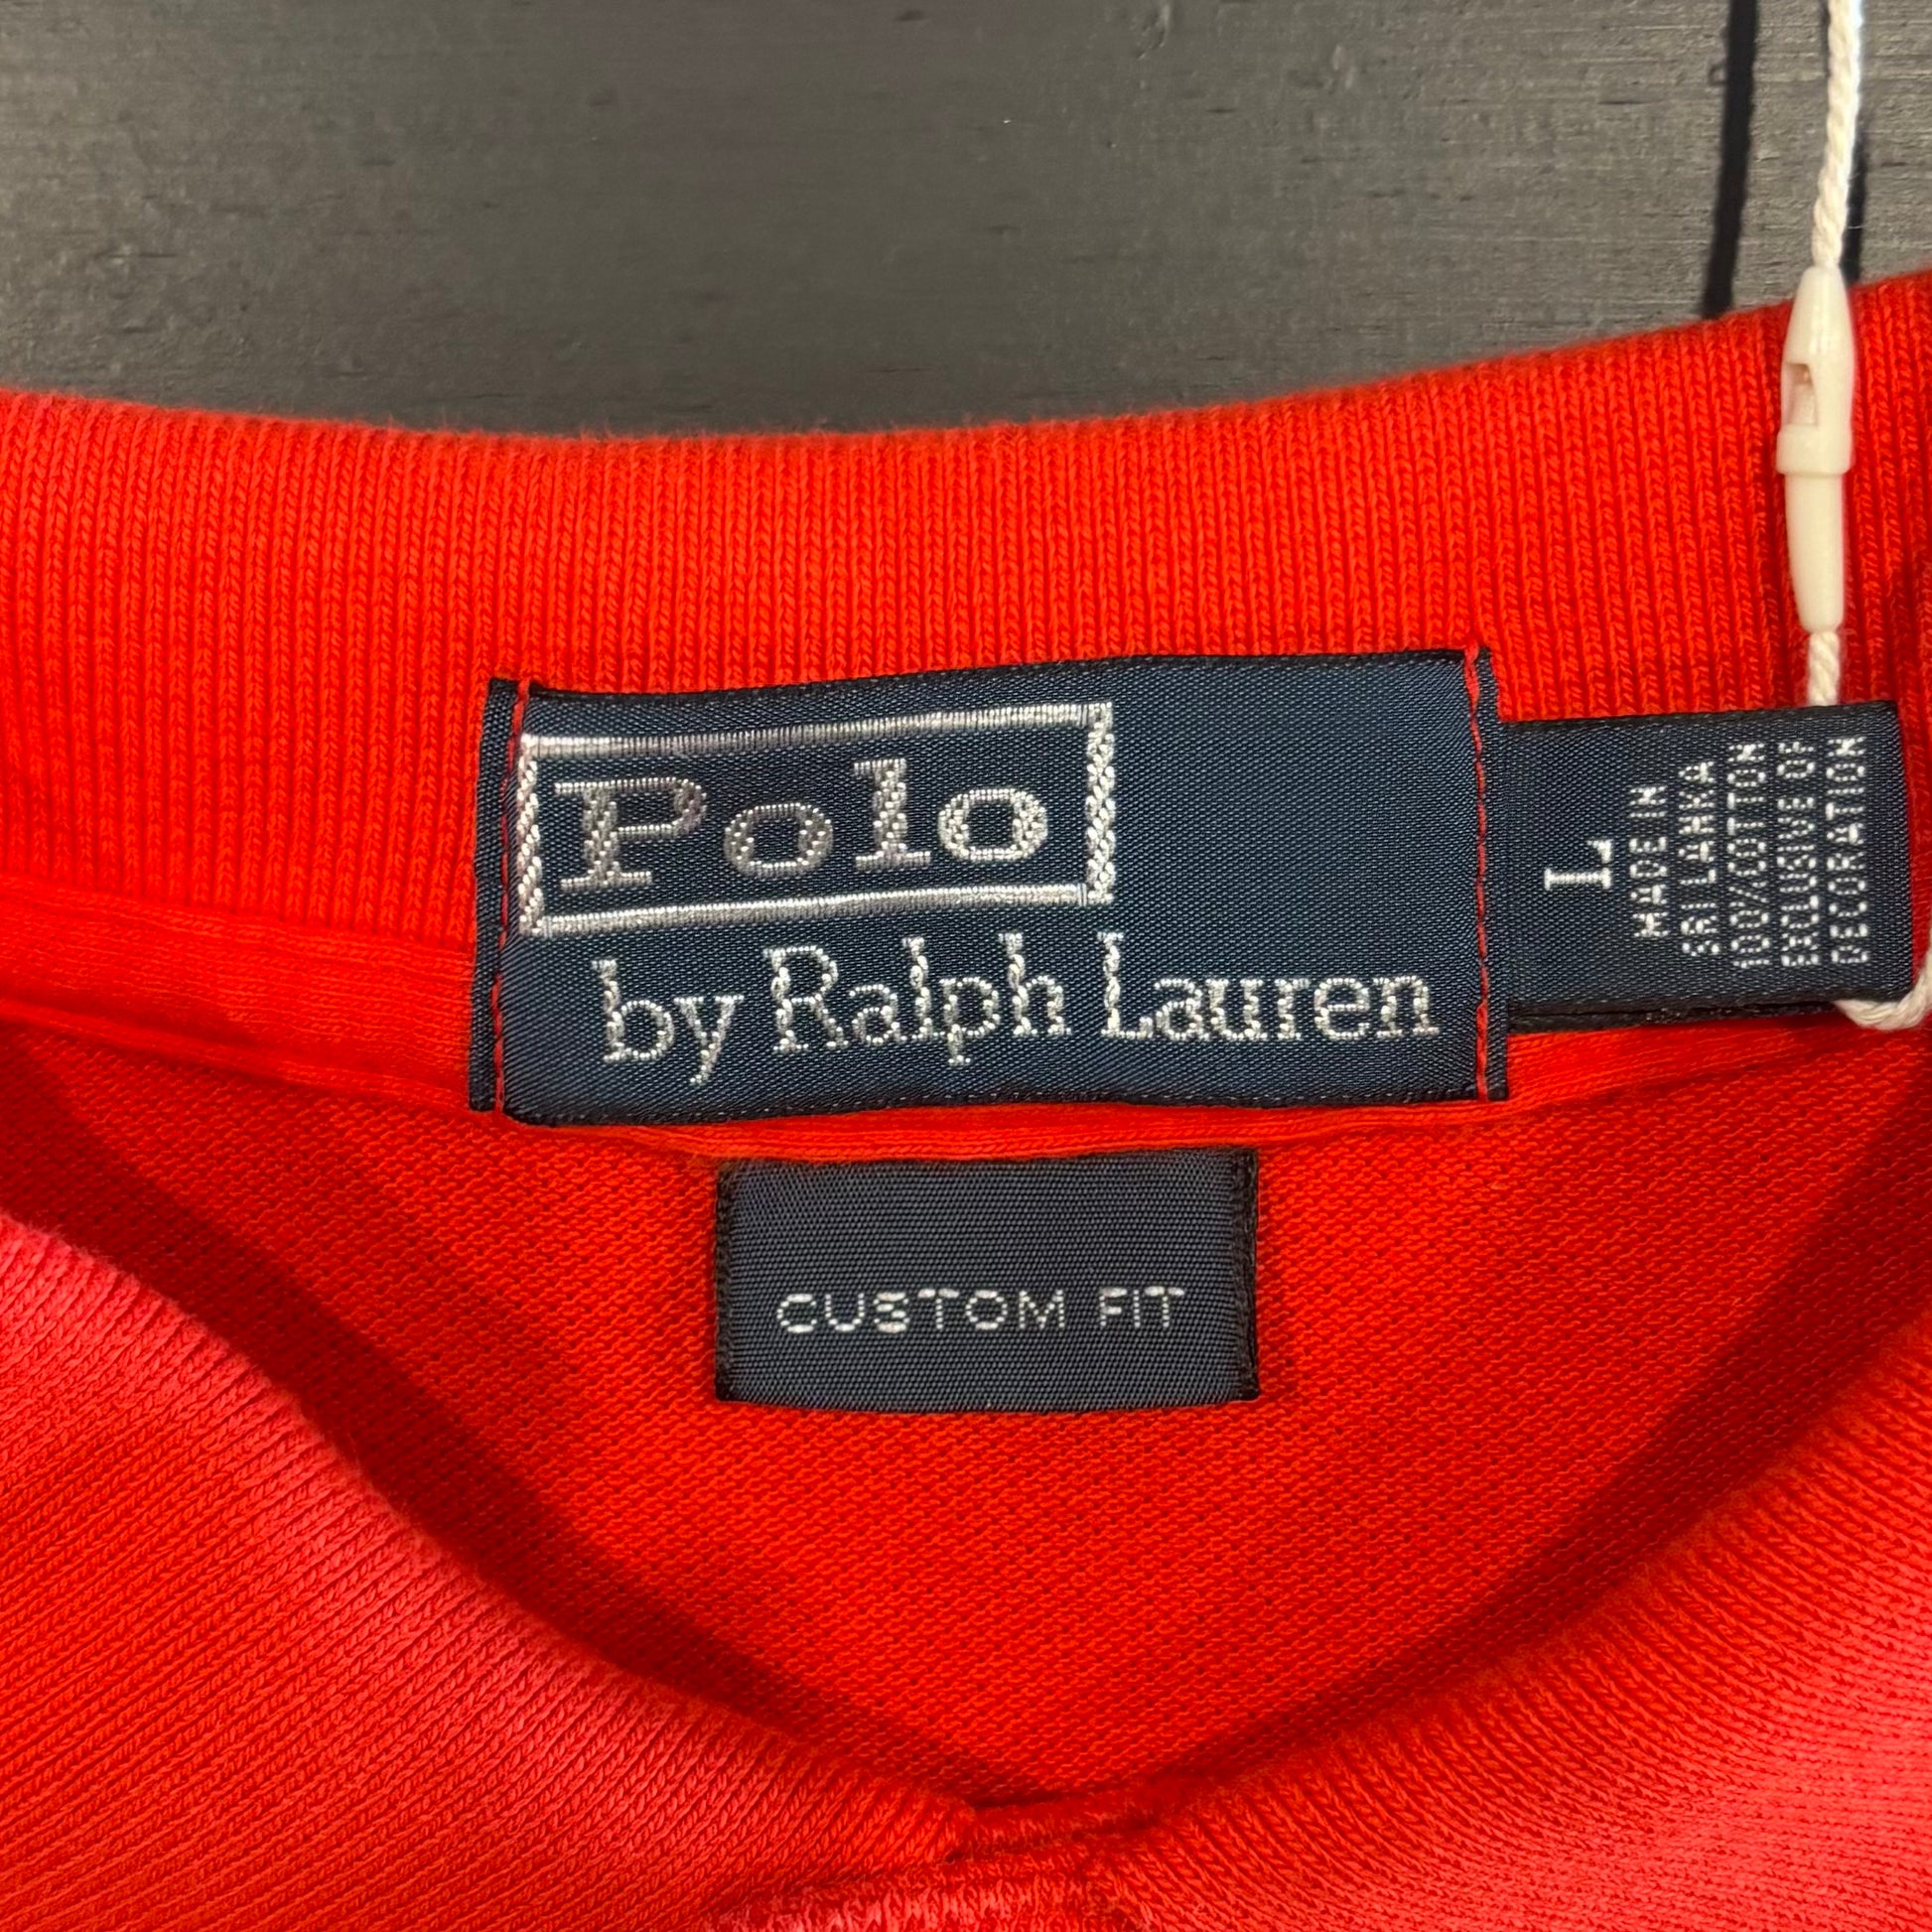 Polo
by Ralph Lauren
L
MADE IN
SRI LANKA
100%COTTON
EXCLUSIVE OF
DECORATION
CUSTOM FIT